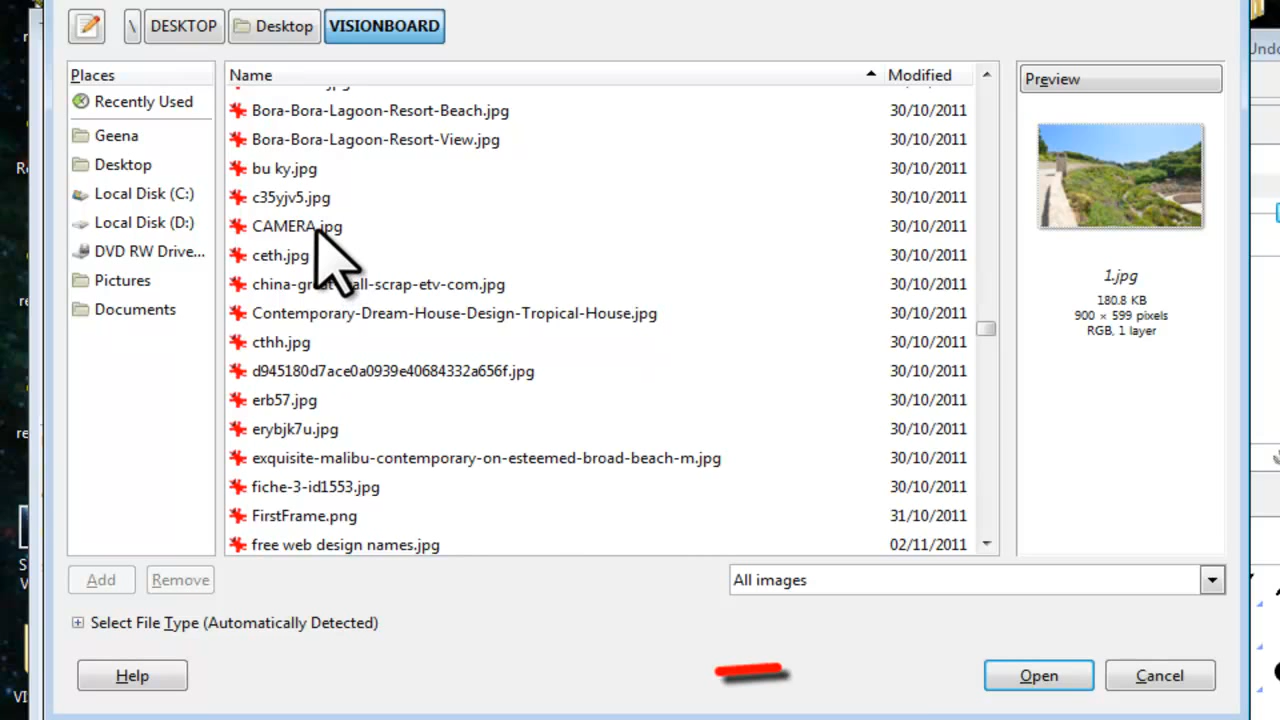 \ DESKTOP Desktop VISIONBOARD
Places
Recently Used
Geena
Desktop
Local Disk (C:)
Local Disk (D:)
DVD RW Drive...
Pictures
Documents
Name Modified
Bora-Bora-Lagoon-Resort-Beach.jpg 30/10/2011
Bora-Bora-Lagoon-Resort-View.jpg 30/10/2011
bu ky.jpg 30/10/2011
c35yjv5.jpg 30/10/2011
CAMERA.jpg 30/10/2011
ceth.jpg 30/10/2011
china-great-wall-scrap-etv-com.jpg 30/10/2011
Contemporary-Dream-House-Design-Tropical-House.jpg 30/10/2011
cthh.jpg 30/10/2011
d945180d7ace0a0939e40684332a656f.jpg 30/10/2011
erb57.jpg 30/10/2011
erybjk7u.jpg 30/10/2011
exquisite-malibu-contemporary-on-esteemed-broad-beach-m.jpg 30/10/2011
fiche-3-id1553.jpg 30/10/2011
FirstFrame.png 31/10/2011
free web design names.jpg 02/11/2011
Preview
1.jpg
180.8 KB
900 × 599 pixels
RGB, 1 layer
Add Remove
All images
Select File Type (Automatically Detected)
Help Open Cancel